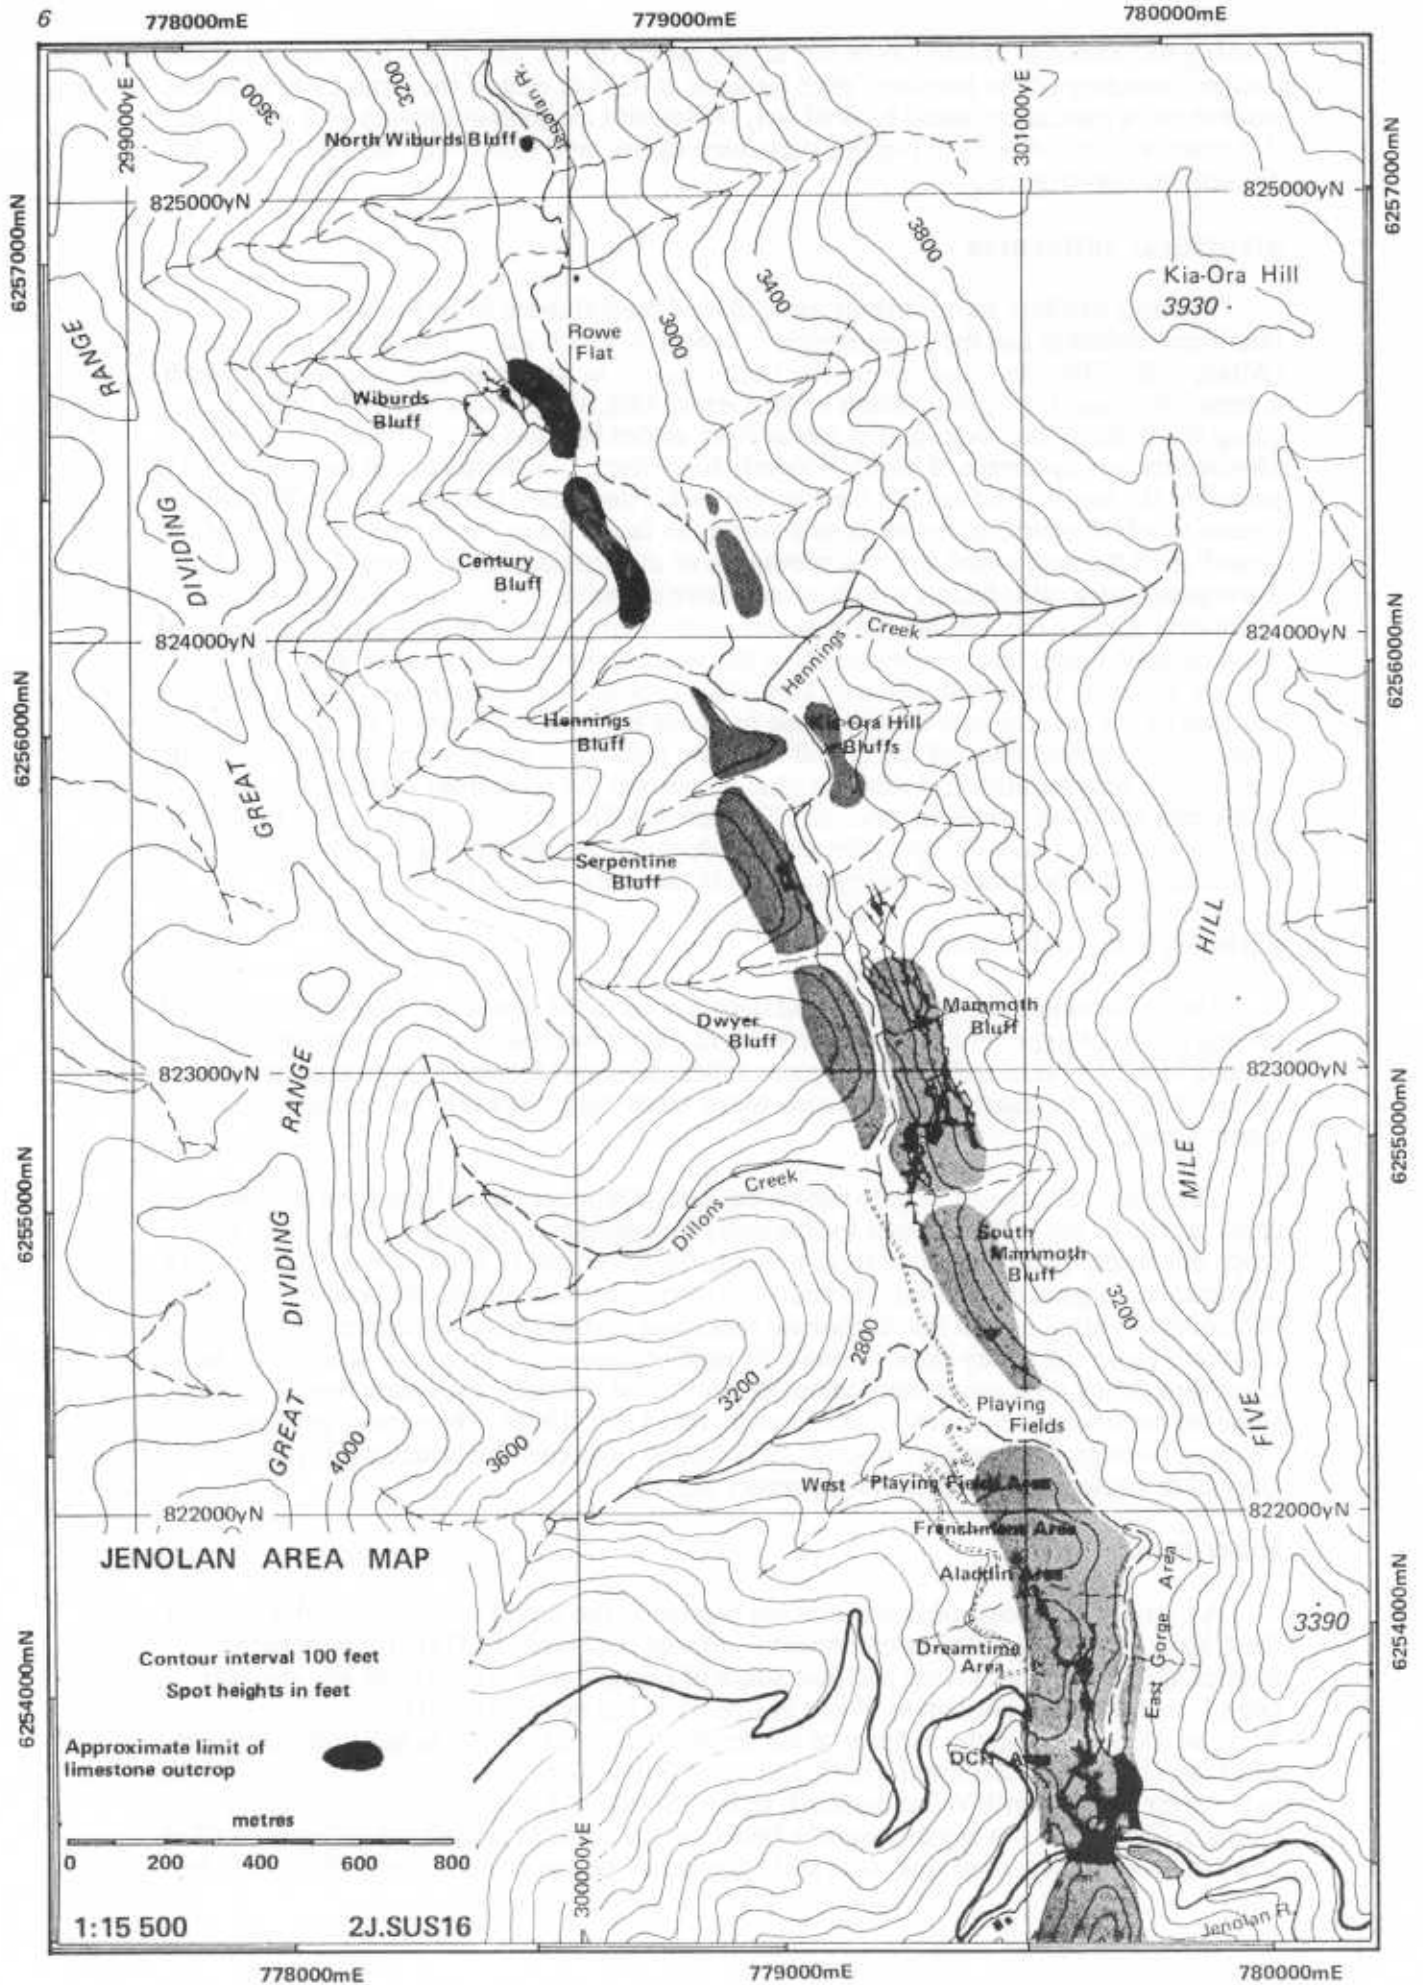 6
778000mE
779000mE
780000mE
299000yE
3600
3200
North Wiburds Bluff
301000yE
825000yN
825000yN
6257000mN
6257000mN
3800
Kia-Ora Hill
3930
3400
3000
Rowe
Flat
RANGE
Wiburds
Bluff
DIVIDING
Century
Bluff
Creek
Hennings
824000yN
824000yN
6256000mN
6256000mN
Hennings
Bluff
Kia-Ora Hill
Bluffs
GREAT
Serpentine
Bluff
HILL
Mammoth
Bluff
Dwyer
Bluff
823000yN
823000yN
RANGE
6255000mN
6255000mN
MILE
Creek
Dillons
DIVIDING
South
Mammoth
Bluff
3200
2800
3200
Playing
Fields
GREAT
4000
3600
FIVE
West Playing Fields Area
822000yN
822000yN
Frenchmans Area
JENOLAN AREA MAP
Aladdin Area
East Gorge Area
3390
6254000mN
6254000mN
Dreamtime
Area
Contour interval 100 feet
Spot heights in feet
Approximate limit of
limestone outcrop
DCH Area
metres
0 200 400 600 800
300000yE
1:15 500
2J.SUS16
Jenolan R.
778000mE
779000mE
780000mE